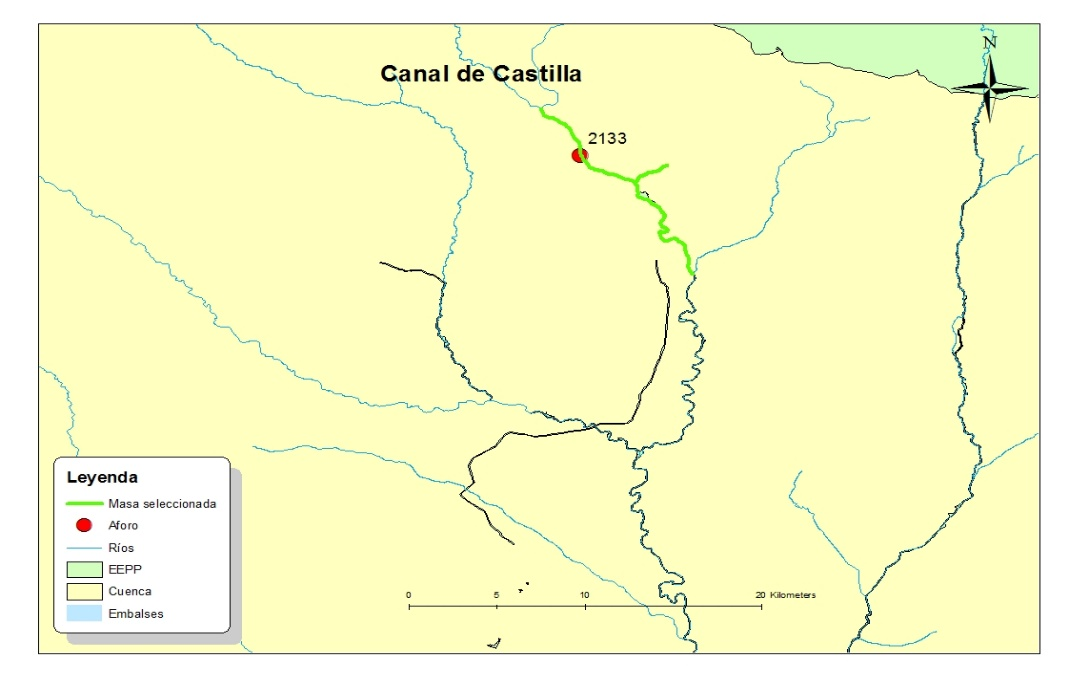 N
Canal de Castilla
2133
Leyenda
Masa seleccionada
Aforo
Ríos
EEPP
Cuenca
Embalses
0 5 10 20 Kilometers